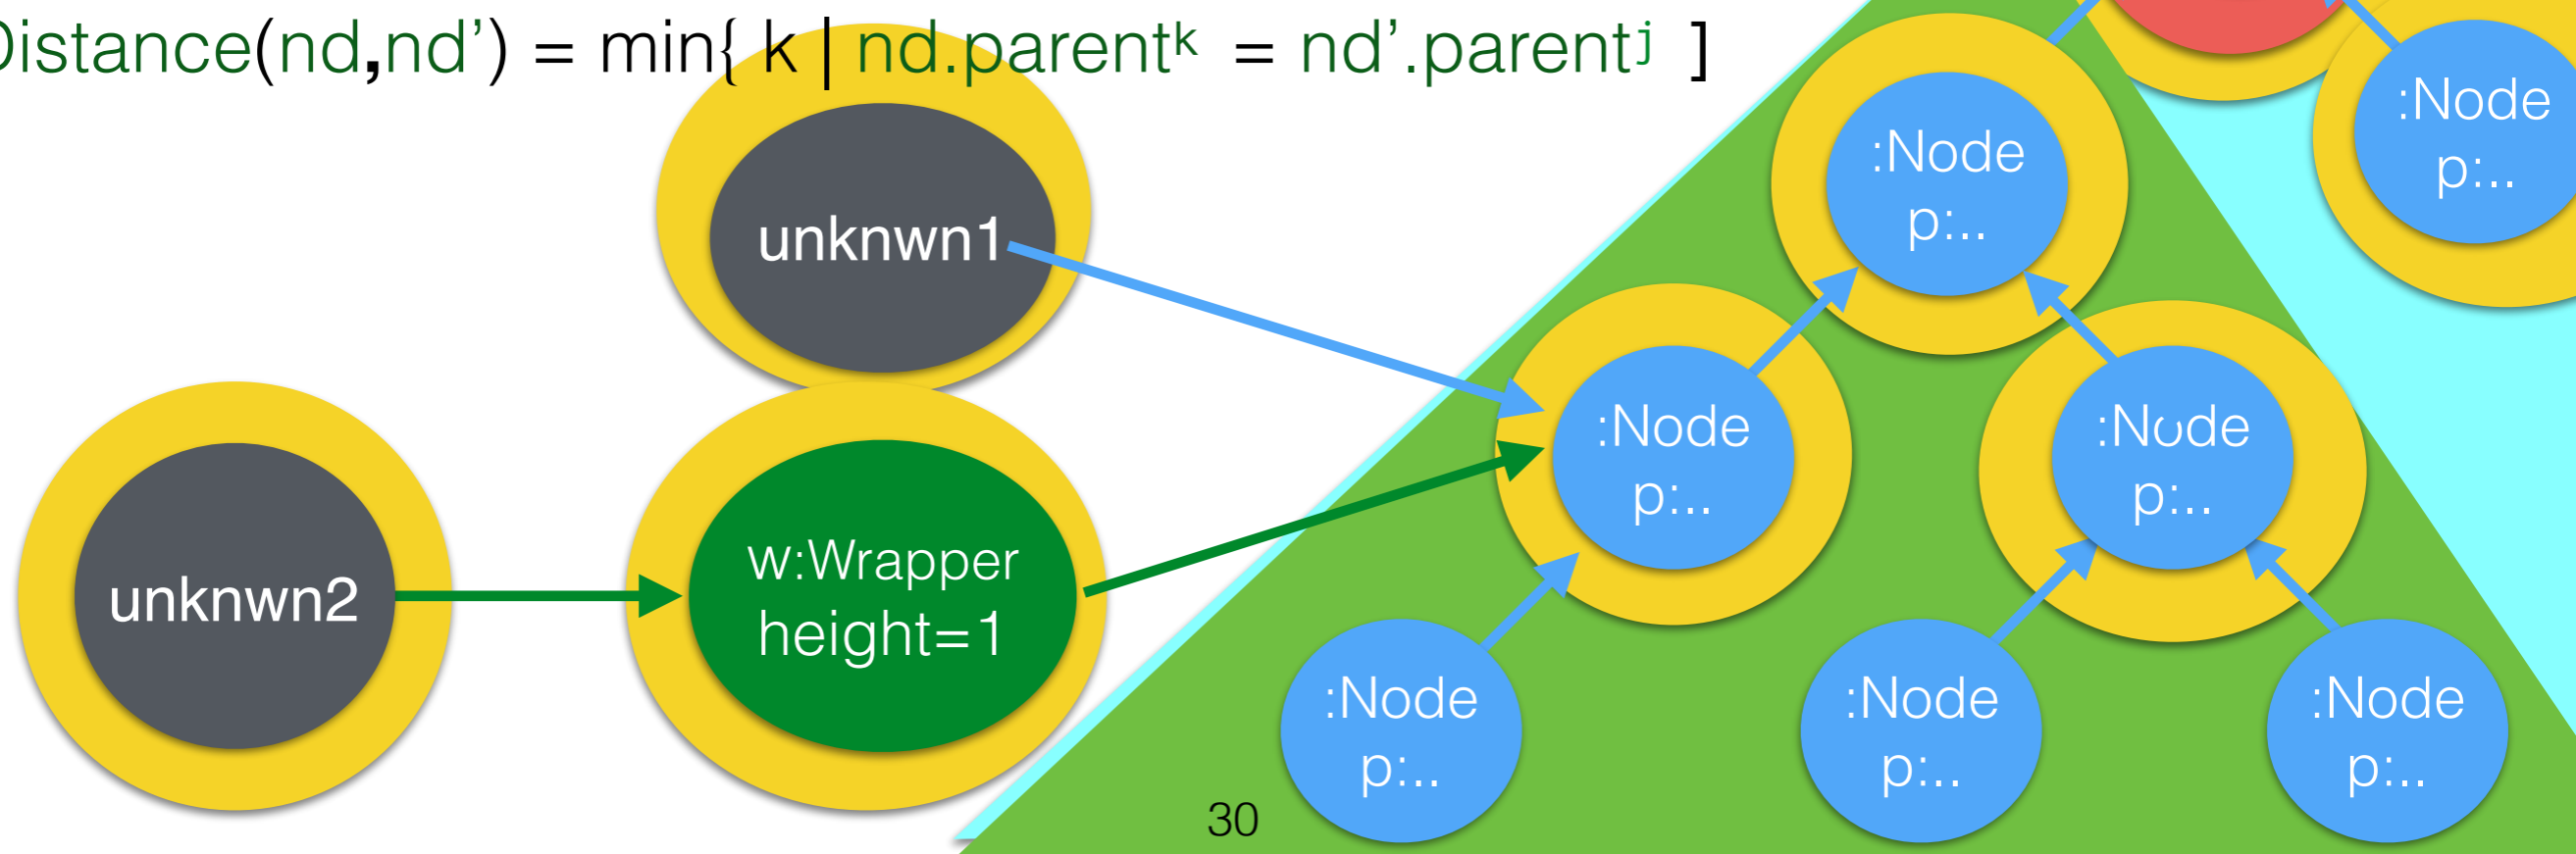 Distance(nd,nd’) = min{ k | nd.parentᵏ = nd’.parentʲ ]
:Node
p:..
:Node
p:..
unknwn1
:Node
p:..
:Node
p:..
unknwn2
w:Wrapper
height=1
:Node
p:..
:Node
p:..
:Node
p:..
30